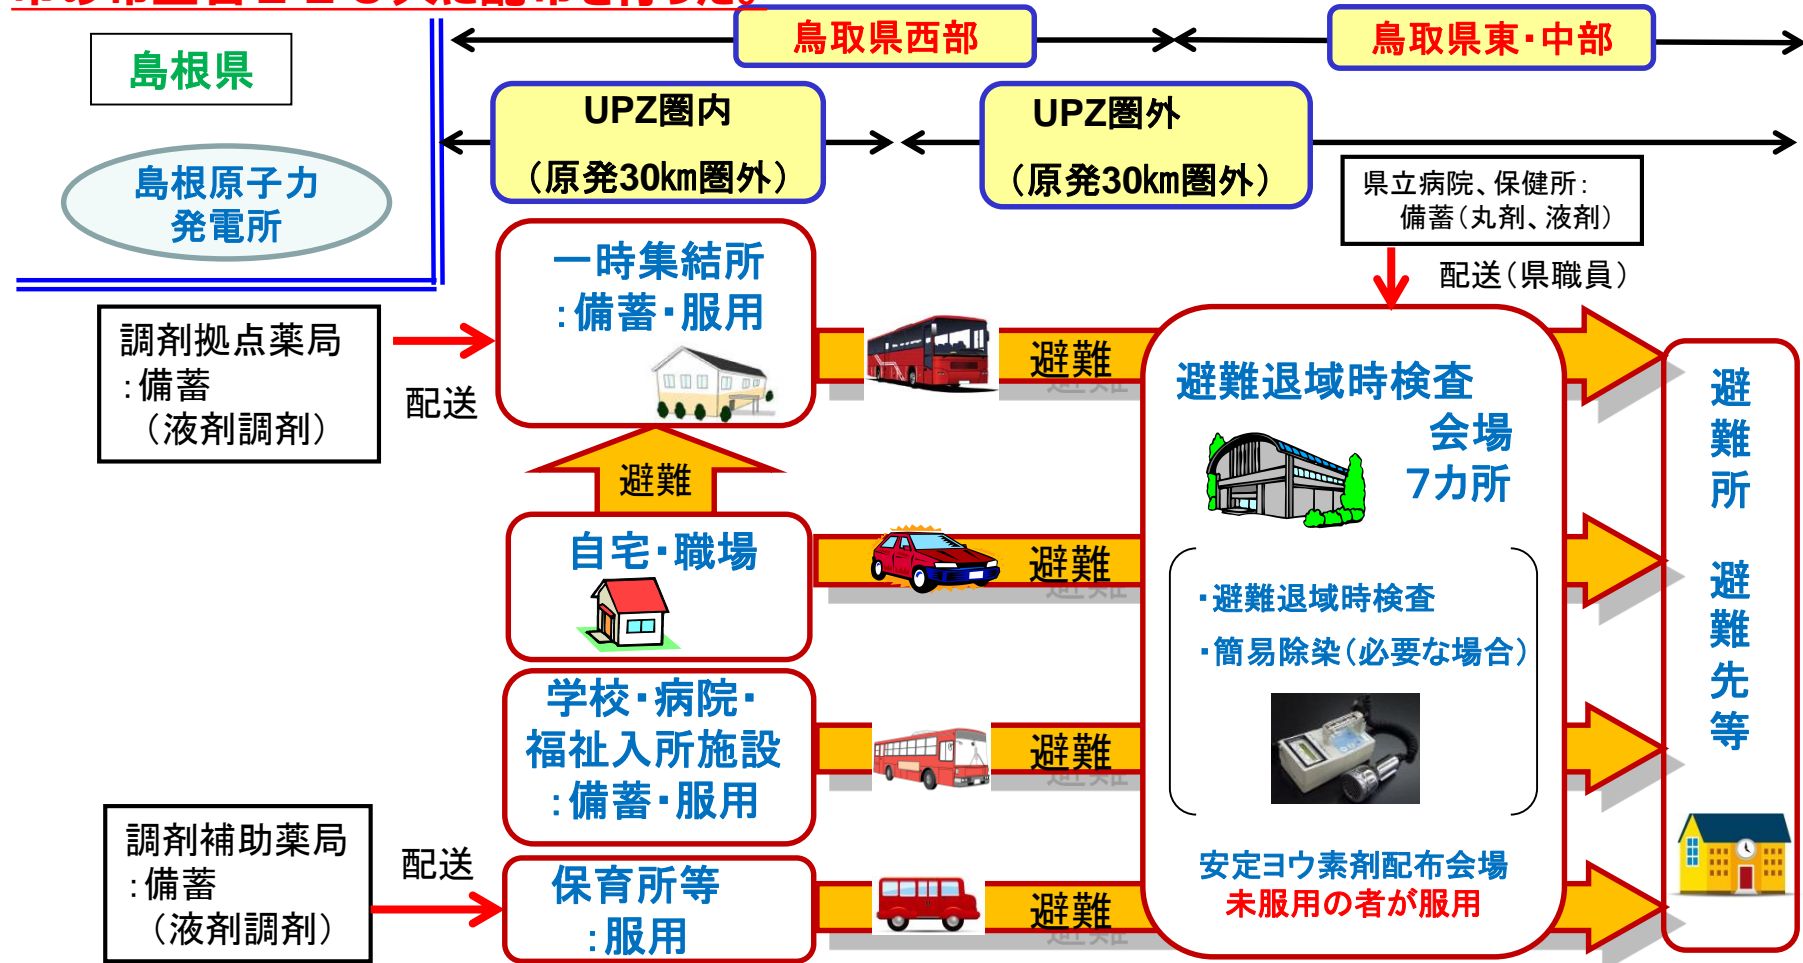 島根県
鳥取県西部
鳥取県東・中部
UPZ圏内
（原発30㎞圏外）
UPZ圏外
（原発30㎞圏外）
島根原子力
発電所
県立病院、保健所：
備蓄（丸剤、液剤）
配送（県職員）
一時集結所
：備蓄・服用
調剤拠点薬局
：備蓄
（液剤調剤）
配送
避難
避難
自宅・職場
避難
学校・病院・
福祉入所施設
：備蓄・服用
避難
調剤補助薬局
：備蓄
（液剤調剤）
配送
保育所等
：服用
避難
避難退域時検査
会場
7カ所
・避難退域時検査
・簡易除染（必要な場合）
安定ヨウ素剤配布会場
未服用の者が服用
避難所　避難先等